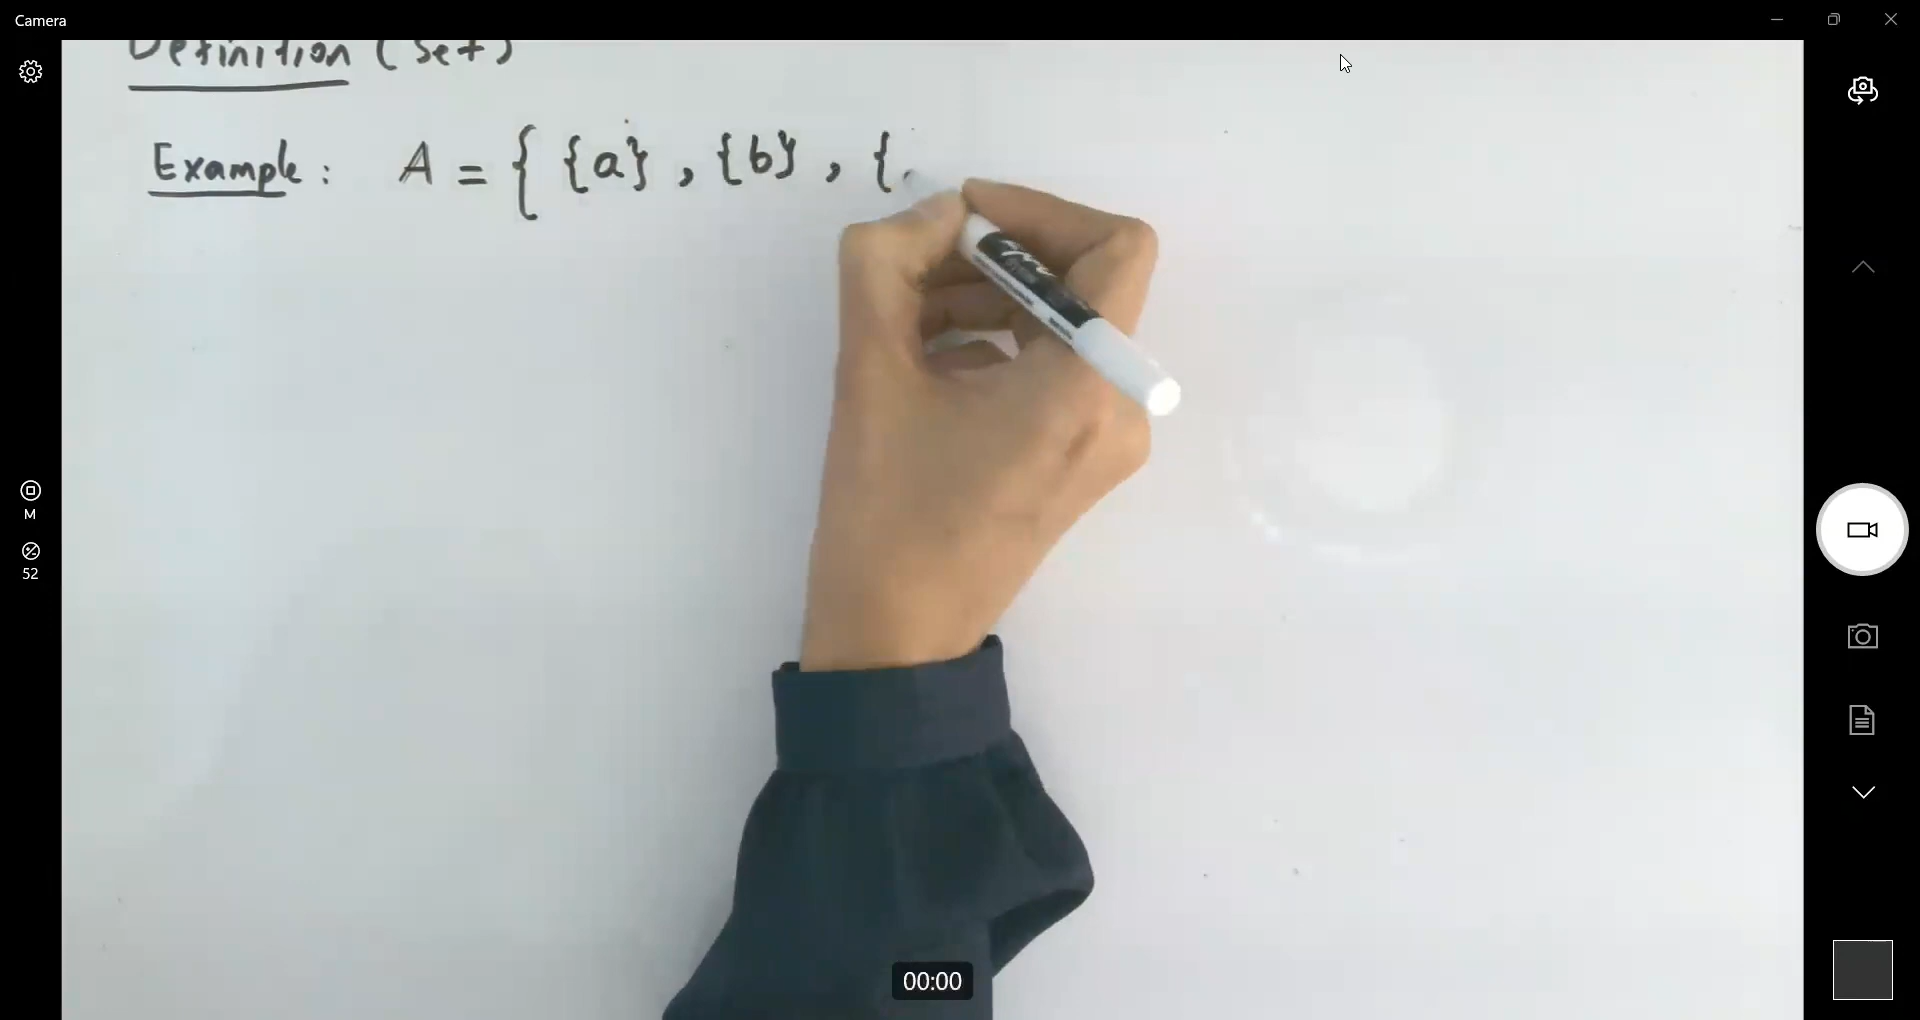 Camera
Definition (set)
Example : A = { {a} , {b} , {
M
52
00:00